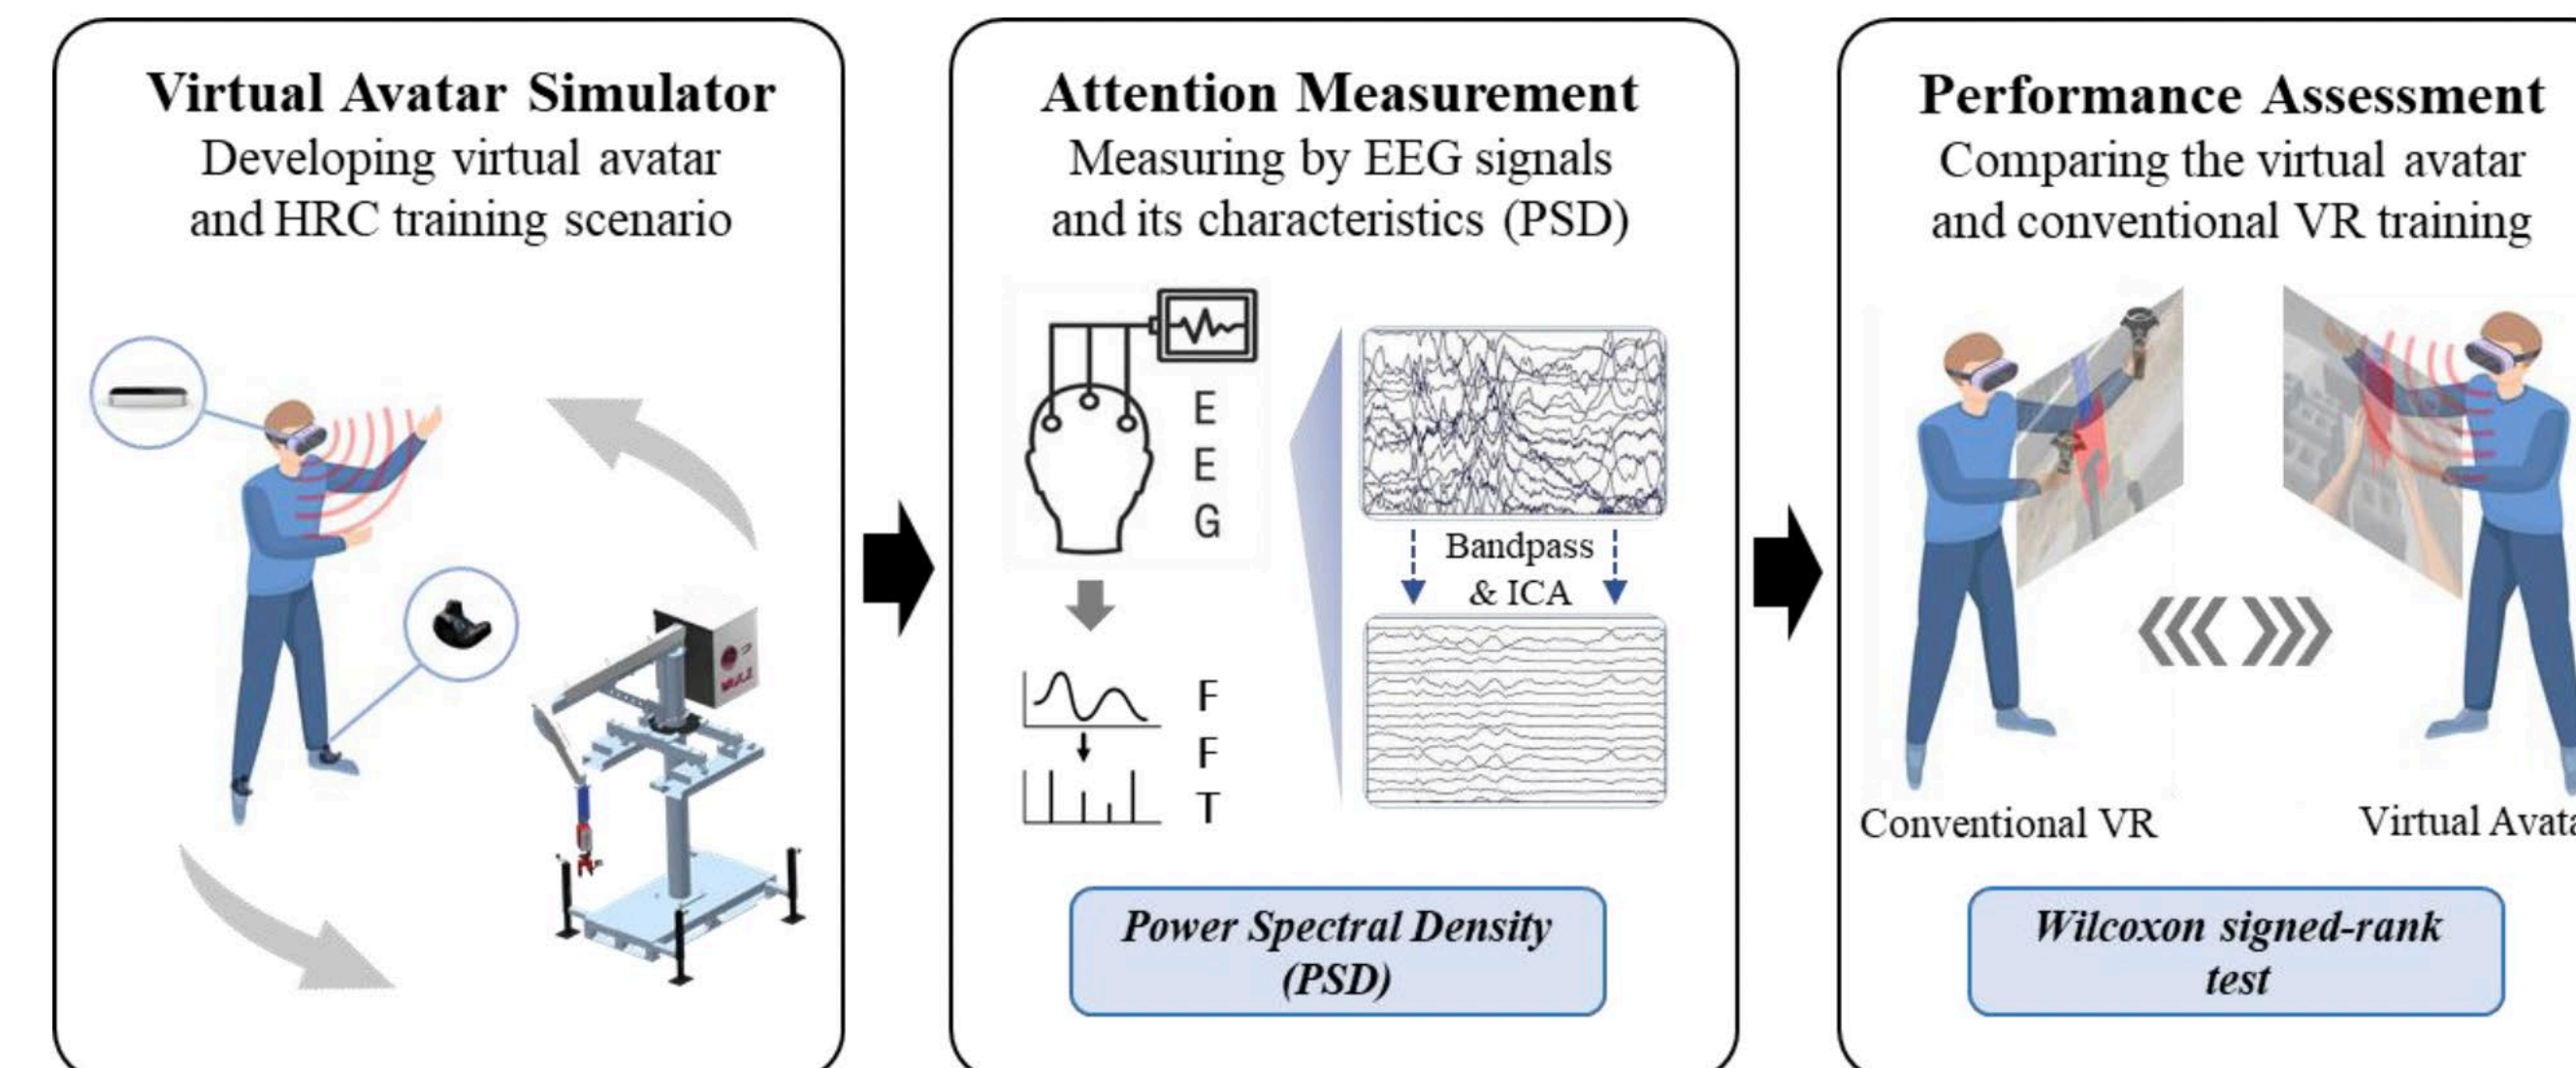 Virtual Avatar Simulator
Developing virtual avatar
and HRC training scenario
Attention Measurement
Measuring by EEG signals
and its characteristics (PSD)
E
E
G
Bandpass
& ICA
F
F
T
Power Spectral Density
(PSD)
Performance Assessment
Comparing the virtual avatar
and conventional VR training
Conventional VR
Virtual Avata
Wilcoxon signed-rank
test